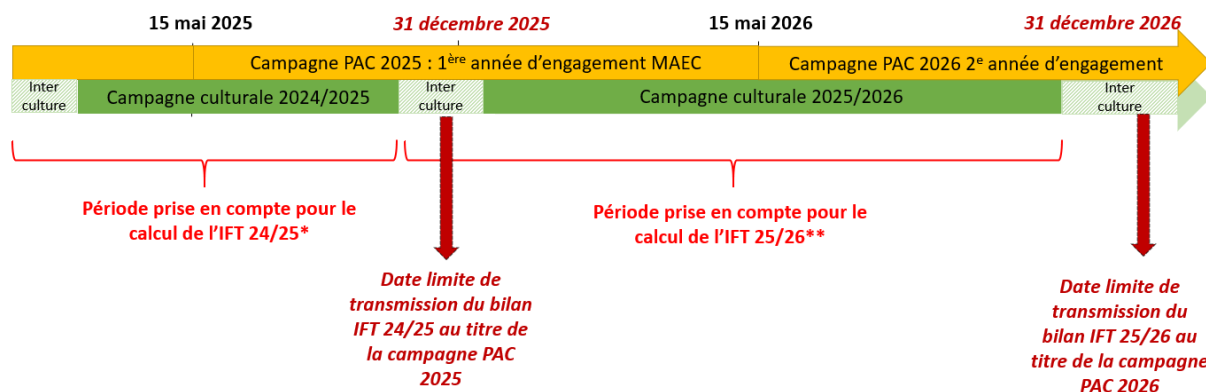 15 mai 2025
31 décembre 2025
15 mai 2026
31 décembre 2026
Campagne PAC 2025 : 1ère année d’engagement MAEC
Campagne PAC 2026 2e année d’engagement
Inter
culture
Campagne culturale 2024/2025
Inter
culture
Campagne culturale 2025/2026
Inter
culture
Période prise en compte pour le
calcul de l’IFT 24/25*
Période prise en compte pour le
calcul de l’IFT 25/26**
Date limite de
transmission du bilan
IFT 24/25 au titre de
la campagne PAC
2025
Date limite de
transmission du
bilan IFT 25/26 au
titre de la campagne
PAC 2026